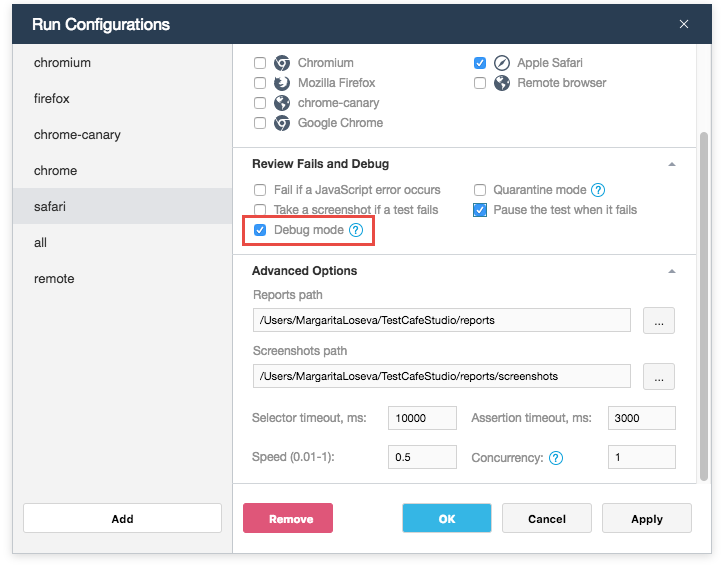 Run Configurations
chromium
firefox
chrome-canary
chrome
safari
all
remote
Add
Chromium
Apple Safari
Mozilla Firefox
Remote browser
chrome-canary
Google Chrome
Review Fails and Debug
Fail if a JavaScript error occurs
Quarantine mode ?
Take a screenshot if a test fails
Pause the test when it fails
Debug mode ?
Advanced Options
Reports path
/Users/MargaritaLoseva/TestCafeStudio/reports
...
Screenshots path
/Users/MargaritaLoseva/TestCafeStudio/reports/screenshots
...
Selector timeout, ms: 10000
Assertion timeout, ms: 3000
Speed (0.01-1): 0.5
Concurrency: ? 1
Remove
OK
Cancel
Apply